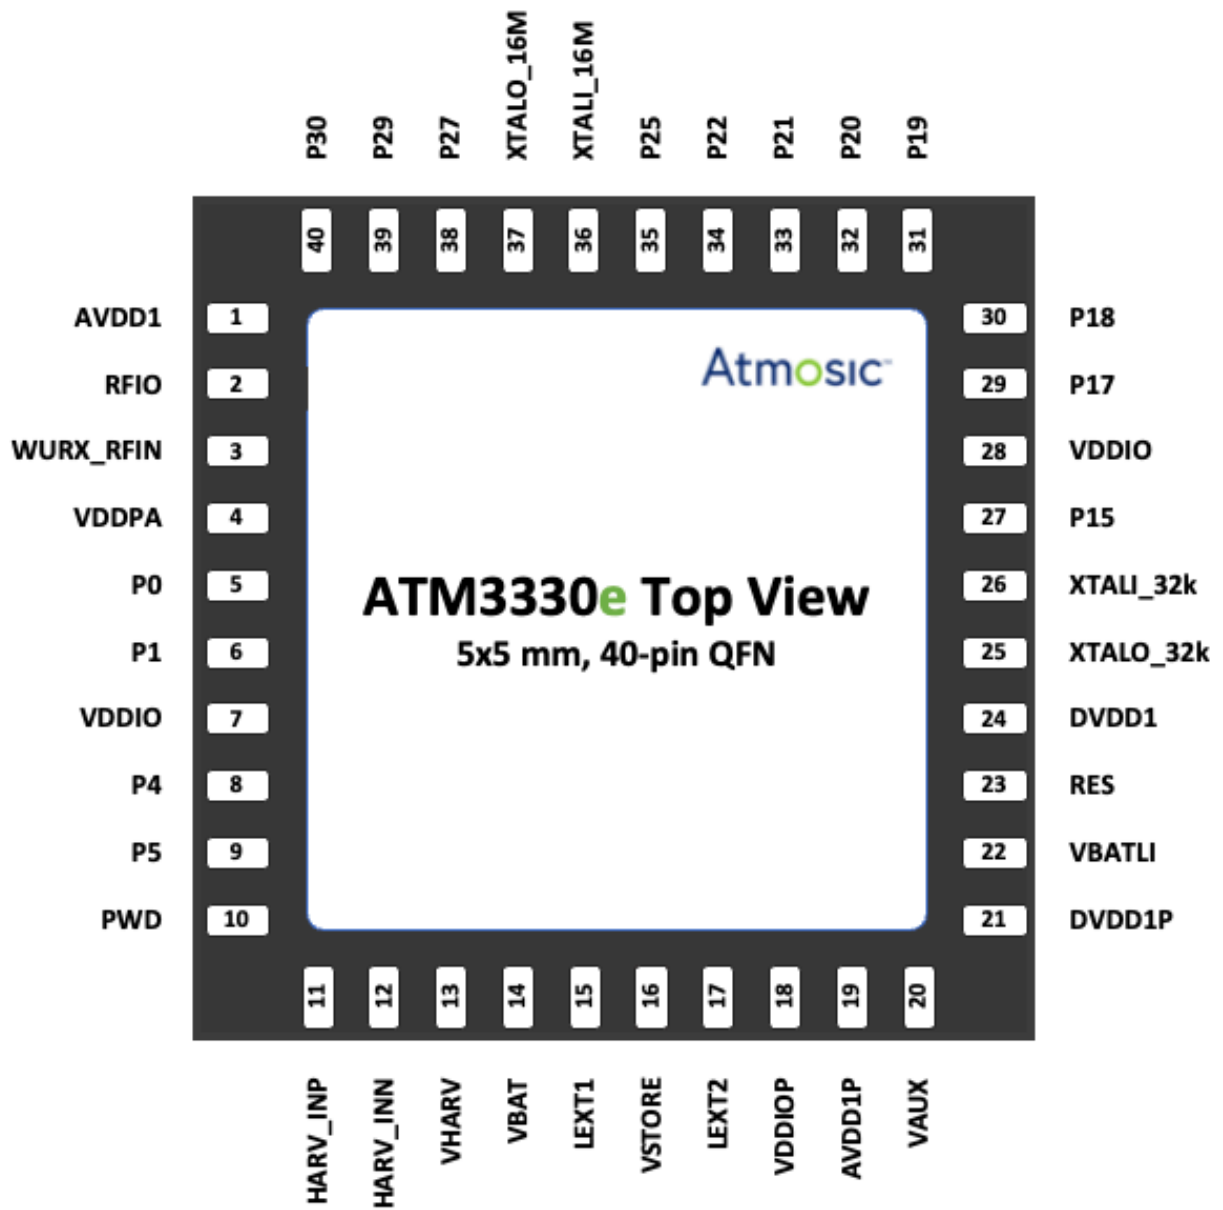 XTALO_16M
XTALI_16M
P30
P29
P27
P25
P22
P21
P20
P19
40
39
38
37
36
35
34
33
32
31
AVDD1 1
30 P18
RFIO 2
29 P17
WURX_RFIN 3
28 VDDIO
VDDPA 4
27 P15
P0 5
26 XTALI_32k
P1 6
25 XTALO_32k
VDDIO 7
24 DVDD1
P4 8
23 RES
P5 9
22 VBATLI
PWD 10
21 DVDD1P
Atmosic™
ATM3330e Top View
5x5 mm, 40-pin QFN
11
12
13
14
15
16
17
18
19
20
HARV_INP
HARV_INN
VHARV
VBAT
LEXT1
VSTORE
LEXT2
VDDIOP
AVDD1P
VAUX